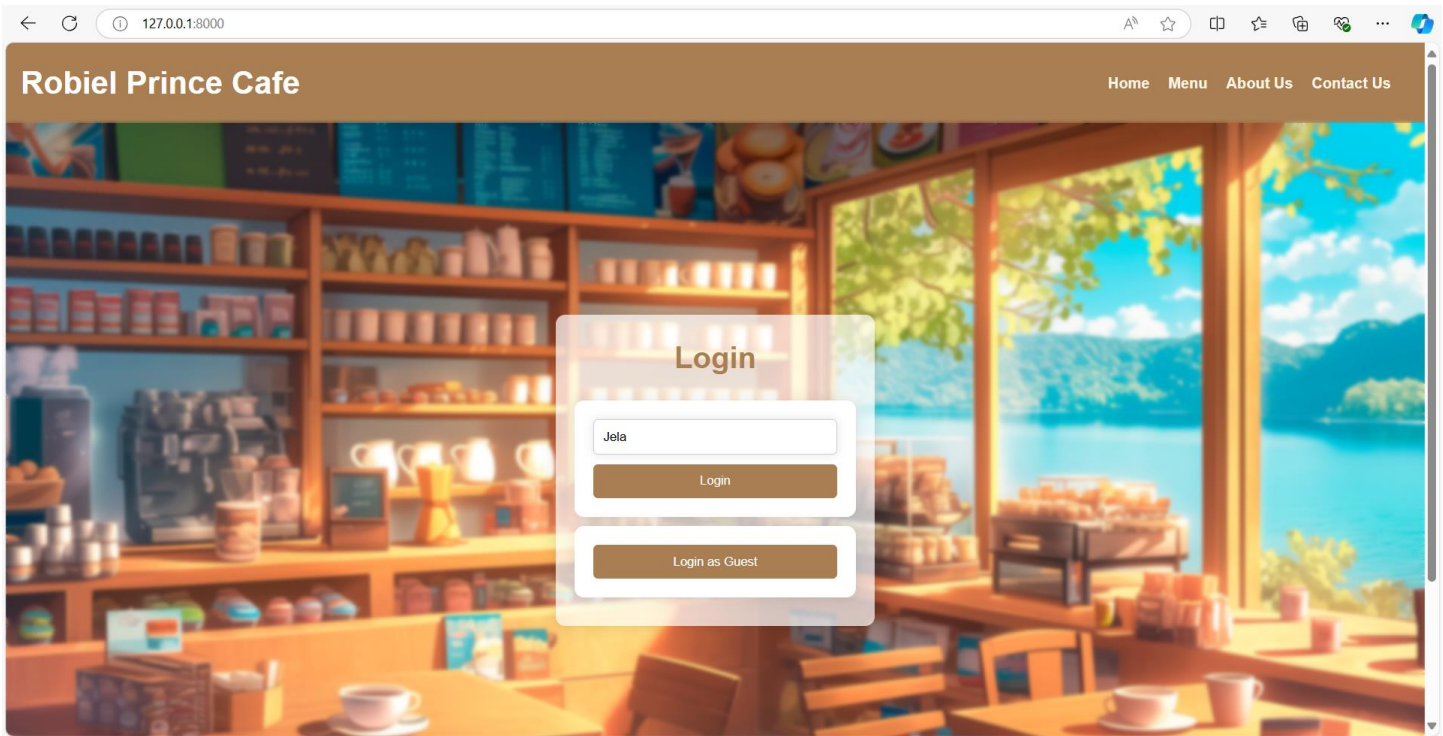 127.0.0.1:8000
Robiel Prince Cafe
Home Menu About Us Contact Us
Login
Jela
Login
Login as Guest